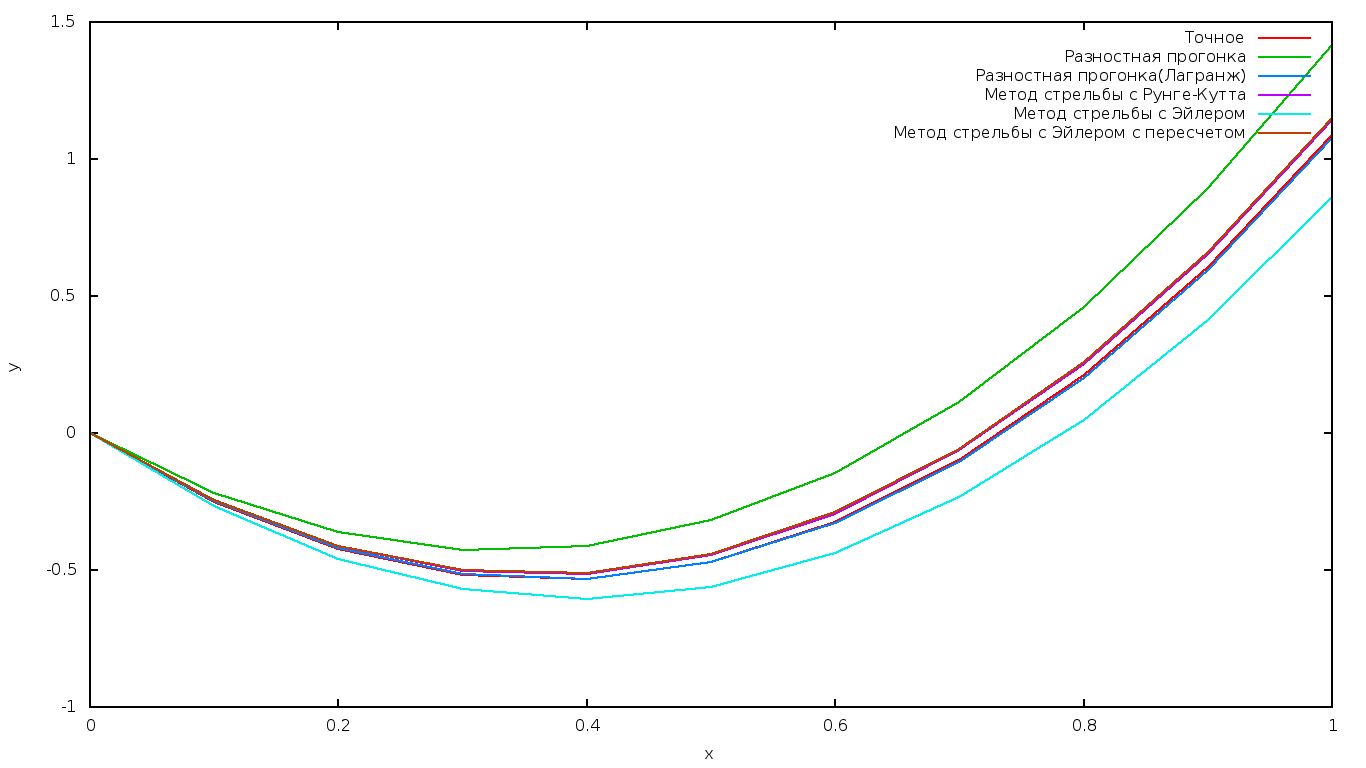 1.5
1
0.5
0
-0.5
-1
0
0.2
0.4
0.6
0.8
1
x
y
Точное
Разностная прогонка
Разностная прогонка(Лагранж)
Метод стрельбы с Рунге-Кутта
Метод стрельбы с Эйлером
Метод стрельбы с Эйлером с пересчетом